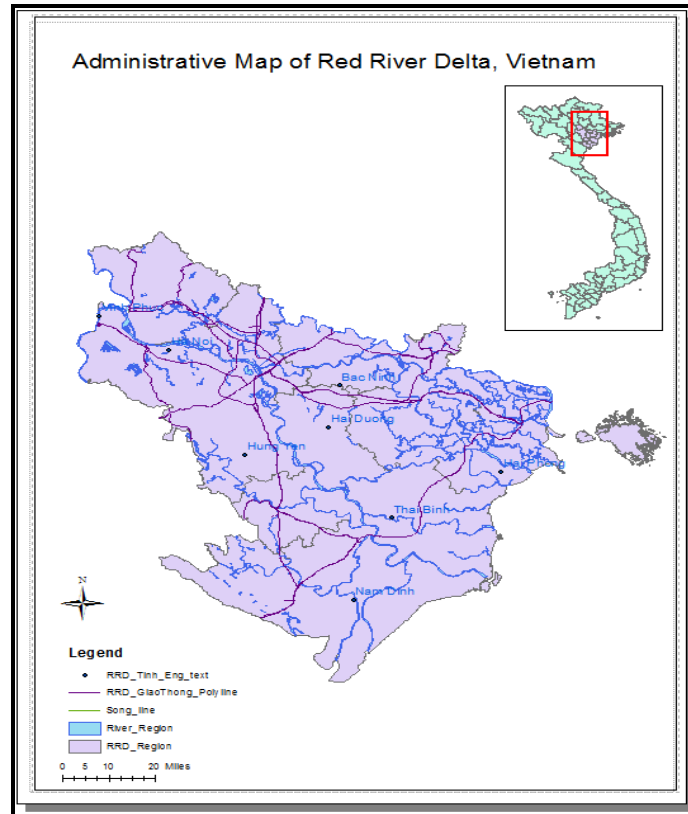 Administrative Map of Red River Delta, Vietnam
Ha Noi
Bac Ninh
Hai Duong
Hung Yen
Hai Phong
Thai Binh
Nam Dinh
N
Legend
RRD_Tinh_Eng_text
RRD_GiaoThong_Polyline
Song_line
River_Region
RRD_Region
0 5 10 20 Miles